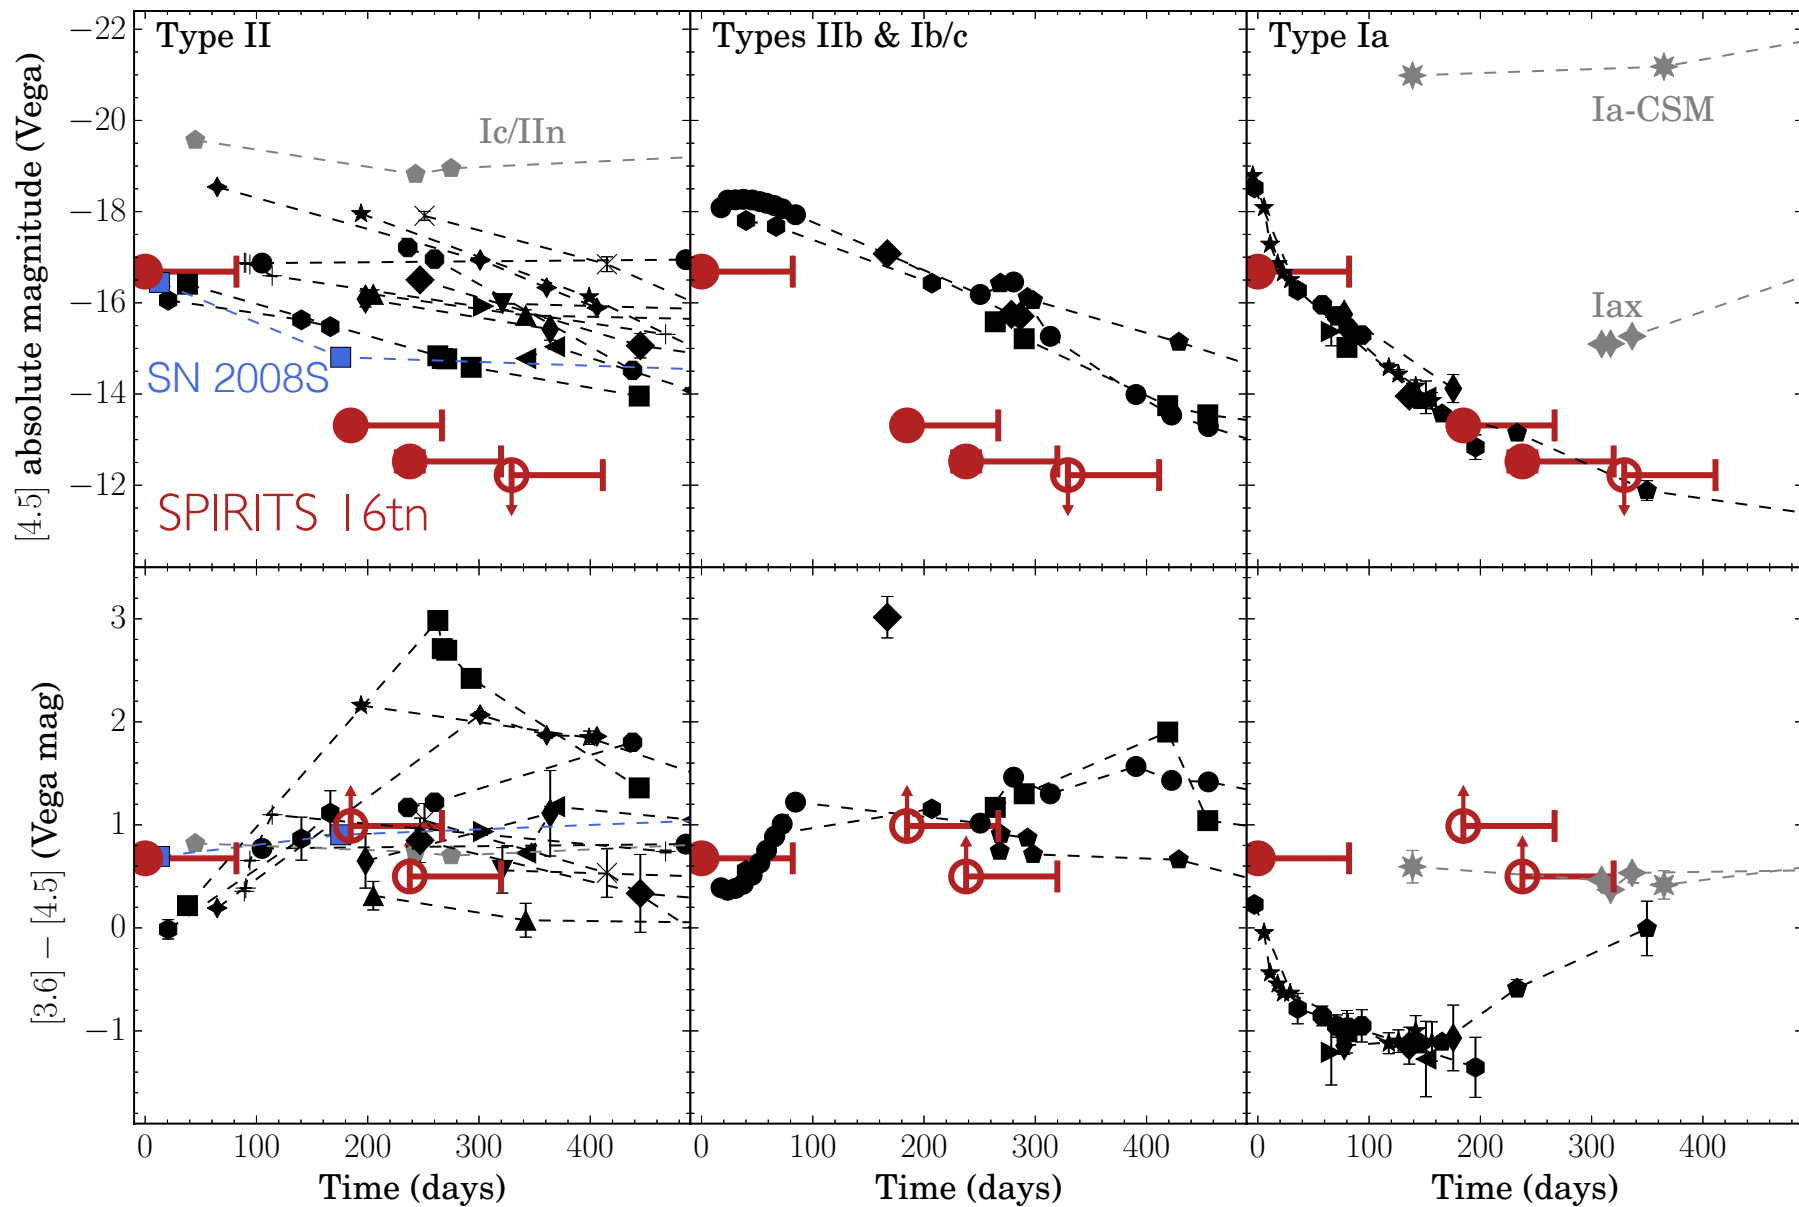 Type II
Types IIb & Ib/c
Type Ia
[4.5] absolute magnitude (Vega)
−22
−20
−18
−16
−14
−12
Ic/IIn
SN 2008S
SPIRITS 16tn
Ia-CSM
Iax
[3.6] − [4.5] (Vega mag)
3
2
1
0
−1
0 100 200 300 400
0 100 200 300 400
0 100 200 300 400
Time (days)
Time (days)
Time (days)